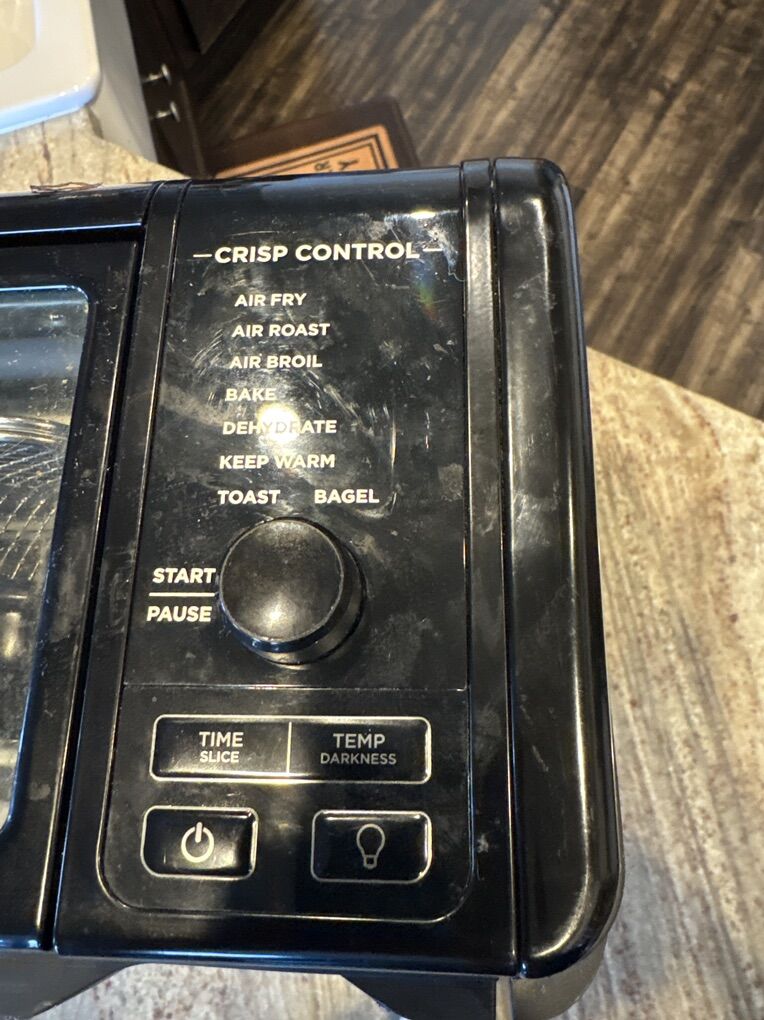 CRISP CONTROL
AIR FRY
AIR ROAST
AIR BROIL
BAKE
DEHYDRATE
KEEP WARM
TOAST BAGEL
START
PAUSE
TIME TEMP
SLICE DARKNESS